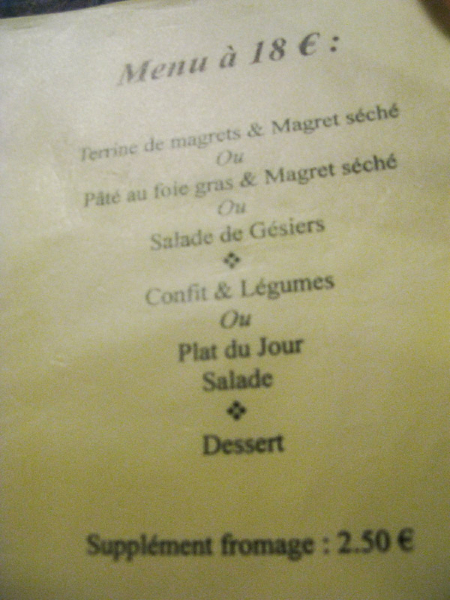 Menu à 18 € :
Terrine de magrets & Magret séché
Ou
Pâté au foie gras & Magret séché
Ou
Salade de Gésiers
❖
Confit & Légumes
Ou
Plat du Jour
Salade
❖
Dessert
Supplément fromage : 2.50 €